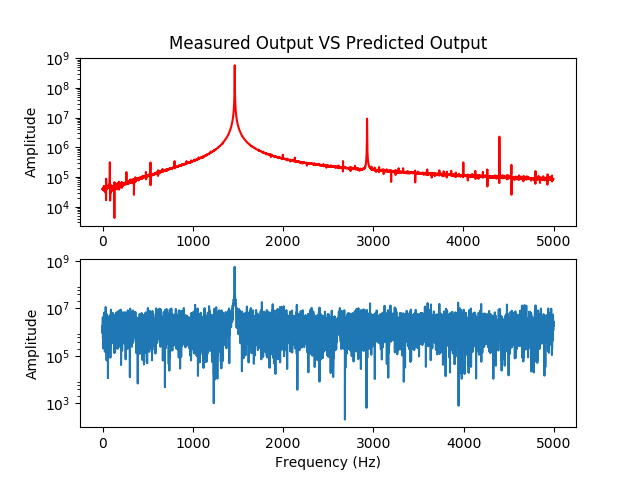 Measured Output VS Predicted Output
Amplitude
10⁹
10⁸
10⁷
10⁶
10⁵
10⁴
0 1000 2000 3000 4000 5000
Amplitude
10⁹
10⁷
10⁵
10³
0 1000 2000 3000 4000 5000
Frequency (Hz)